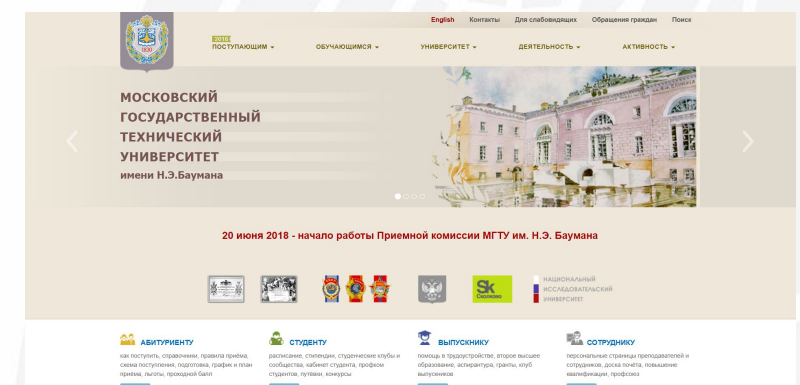 English Контакты Для слабовидящих Обращения граждан Поиск
2018!
ПОСТУПАЮЩИМ ОБУЧАЮЩИМСЯ УНИВЕРСИТЕТ ДЕЯТЕЛЬНОСТЬ АКТИВНОСТЬ
1830
МОСКОВСКИЙ
ГОСУДАРСТВЕННЫЙ
ТЕХНИЧЕСКИЙ
УНИВЕРСИТЕТ
имени Н.Э.Баумана
20 июня 2018 - начало работы Приемной комиссии МГТУ им. Н.Э. Баумана
Sk
Сколково
НАЦИОНАЛЬНЫЙ
ИССЛЕДОВАТЕЛЬСКИЙ
УНИВЕРСИТЕТ
АБИТУРИЕНТУ
как поступить, справочники, правила приёма,
схема поступления, подготовка, график и план
приёма, льготы, проходной балл
СТУДЕНТУ
расписание, стипендии, студенческие клубы и
сообщества, кабинет студента, профком
студентов, путёвки, конкурсы
ВЫПУСКНИКУ
помощь в трудоустройстве, второе высшее
образование, аспирантура, гранты, клуб
выпускников
СОТРУДНИКУ
персональные страницы преподавателей и
сотрудников, доска почёта, повышение
квалификации, профсоюз